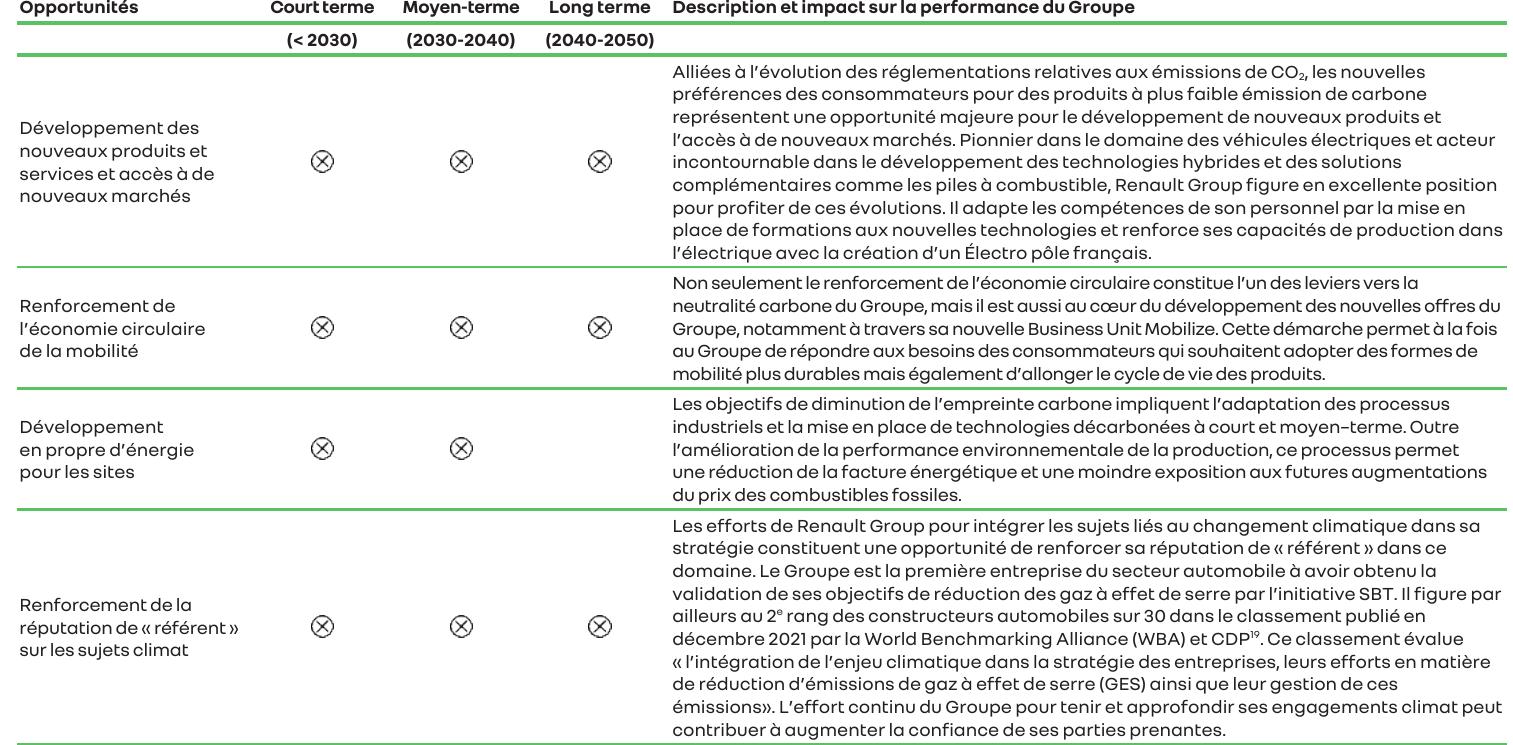 Opportunités Court terme Moyen-terme Long terme Description et impact sur la performance du Groupe
(< 2030) (2030-2040) (2040-2050)
Développement des
nouveaux produits et
services et accès à de
nouveaux marchés
Alliées à l'évolution des réglementations relatives aux émissions de CO₂, les nouvelles
préférences des consommateurs pour des produits à plus faible émission de carbone
représentent une opportunité majeure pour le développement de nouveaux produits et
l'accès à de nouveaux marchés. Pionnier dans le domaine des véhicules électriques et acteur
incontournable dans le développement des technologies hybrides et des solutions
complémentaires comme les piles à combustible, Renault Group figure en excellente position
pour profiter de ces évolutions. Il adapte les compétences de son personnel par la mise en
place de formations aux nouvelles technologies et renforce ses capacités de production dans
l'électrique avec la création d'un Électro pôle français.
Renforcement de
l'économie circulaire
de la mobilité
Non seulement le renforcement de l'économie circulaire constitue l'un des leviers vers la
neutralité carbone du Groupe, mais il est aussi au cœur du développement des nouvelles offres du
Groupe, notamment à travers sa nouvelle Business Unit Mobilize. Cette démarche permet à la fois
au Groupe de répondre aux besoins des consommateurs qui souhaitent adopter des formes de
mobilité plus durables mais également d'allonger le cycle de vie des produits.
Développement
en propre d'énergie
pour les sites
Les objectifs de diminution de l'empreinte carbone impliquent l'adaptation des processus
industriels et la mise en place de technologies décarbonées à court et moyen–terme. Outre
l'amélioration de la performance environnementale de la production, ce processus permet
une réduction de la facture énergétique et une moindre exposition aux futures augmentations
du prix des combustibles fossiles.
Renforcement de la
réputation de « référent »
sur les sujets climat
Les efforts de Renault Group pour intégrer les sujets liés au changement climatique dans sa
stratégie constituent une opportunité de renforcer sa réputation de « référent » dans ce
domaine. Le Groupe est la première entreprise du secteur automobile à avoir obtenu la
validation de ses objectifs de réduction des gaz à effet de serre par l'initiative SBT. Il figure par
ailleurs au 2ᵉ rang des constructeurs automobiles sur 30 dans le classement publié en
décembre 2021 par la World Benchmarking Alliance (WBA) et CDP¹⁹. Ce classement évalue
« l'intégration de l'enjeu climatique dans la stratégie des entreprises, leurs efforts en matière
de réduction d'émissions de gaz à effet de serre (GES) ainsi que leur gestion de ces
émissions». L'effort continu du Groupe pour tenir et approfondir ses engagements climat peut
contribuer à augmenter la confiance de ses parties prenantes.